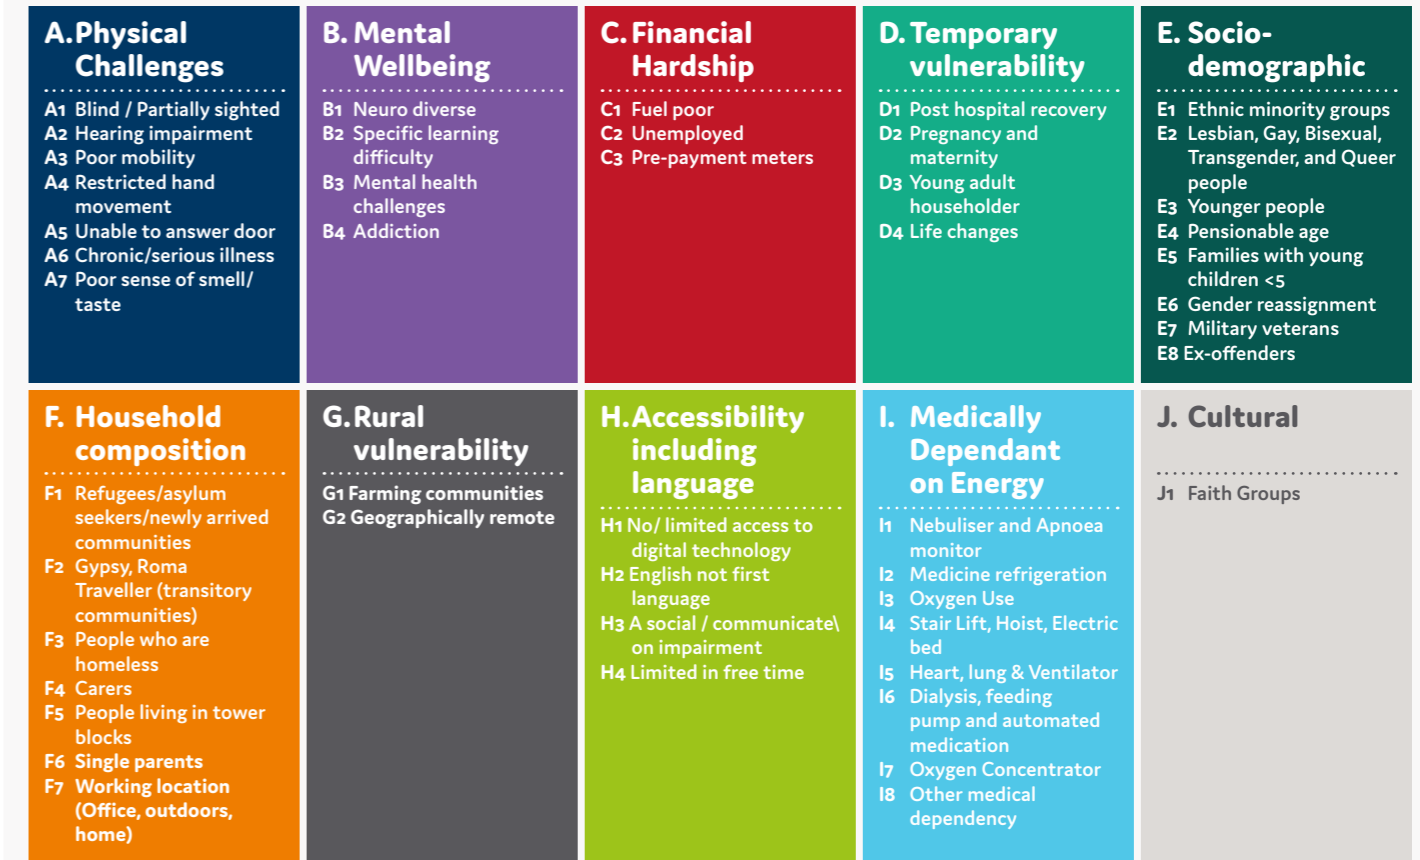 A. Physical
Challenges
A1 Blind / Partially sighted
A2 Hearing impairment
A3 Poor mobility
A4 Restricted hand
movement
A5 Unable to answer door
A6 Chronic/serious illness
A7 Poor sense of smell/
taste
B. Mental
Wellbeing
B1 Neuro diverse
B2 Specific learning
difficulty
B3 Mental health
challenges
B4 Addiction
C. Financial
Hardship
C1 Fuel poor
C2 Unemployed
C3 Pre-payment meters
D. Temporary
vulnerability
D1 Post hospital recovery
D2 Pregnancy and
maternity
D3 Young adult
householder
D4 Life changes
E. Socio-
demographic
E1 Ethnic minority groups
E2 Lesbian, Gay, Bisexual,
Transgender, and Queer
people
E3 Younger people
E4 Pensionable age
E5 Families with young
children <5
E6 Gender reassignment
E7 Military veterans
E8 Ex-offenders
F. Household
composition
F1 Refugees/asylum
seekers/newly arrived
communities
F2 Gypsy, Roma
Traveller (transitory
communities)
F3 People who are
homeless
F4 Carers
F5 People living in tower
blocks
F6 Single parents
F7 Working location
(Office, outdoors,
home)
G. Rural
vulnerability
G1 Farming communities
G2 Geographically remote
H. Accessibility
including
language
H1 No/ limited access to
digital technology
H2 English not first
language
H3 A social / communicate\
on impairment
H4 Limited in free time
I. Medically
Dependant
on Energy
I1 Nebuliser and Apnoea
monitor
I2 Medicine refrigeration
I3 Oxygen Use
I4 Stair Lift, Hoist, Electric
bed
I5 Heart, lung & Ventilator
I6 Dialysis, feeding
pump and automated
medication
I7 Oxygen Concentrator
I8 Other medical
dependency
J. Cultural
J1 Faith Groups